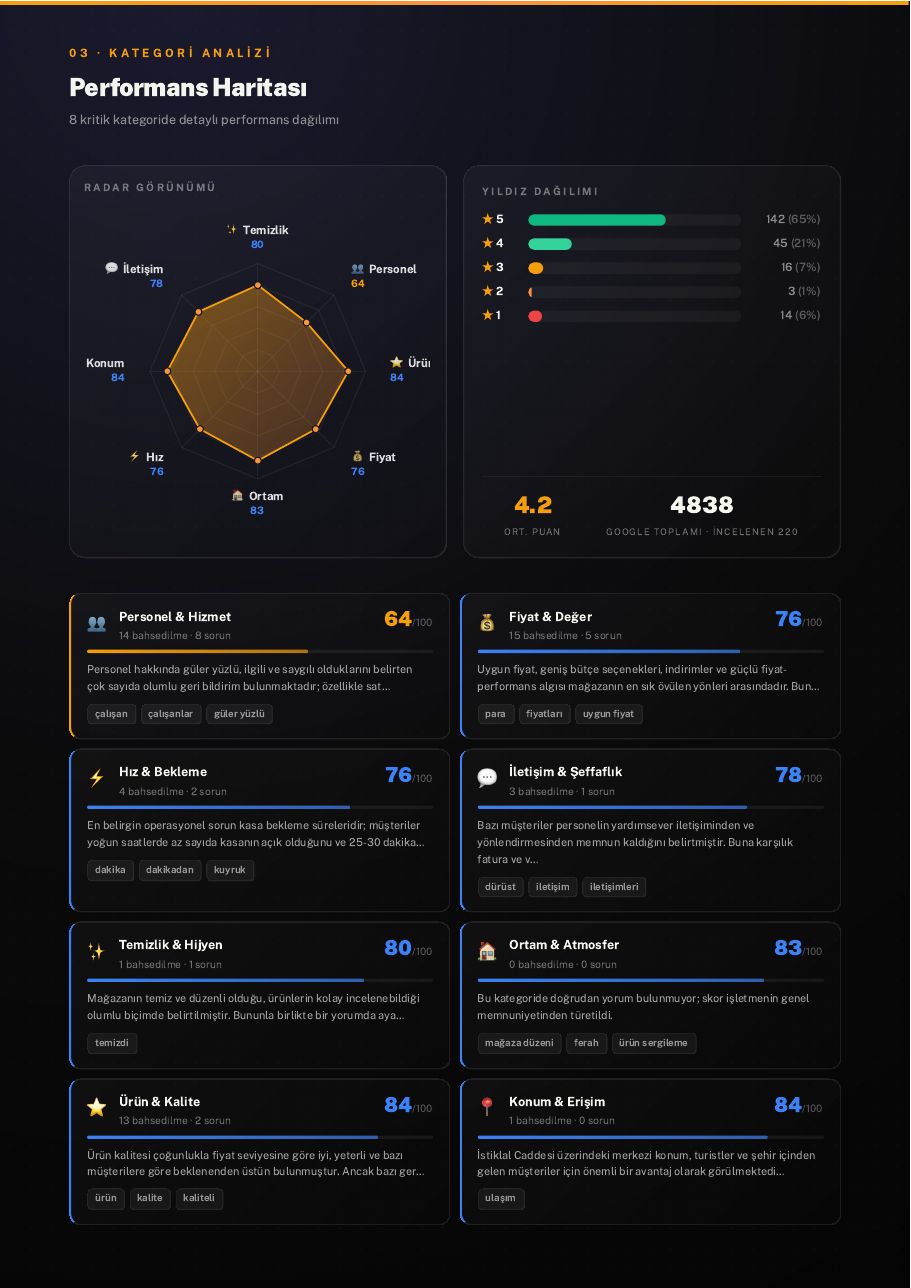 03 · KATEGORİ ANALİZİ
Performans Haritası
8 kritik kategoride detaylı performans dağılımı
RADAR GÖRÜNÜMÜ
✨ Temizlik
80
💬 İletişim
78
👥 Personel
64
Konum
84
⭐ Ürü
84
⚡ Hız
76
💰 Fiyat
76
🏠 Ortam
83
YILDIZ DAĞILIMI
★ 5 142 (65%)
★ 4 45 (21%)
★ 3 16 (7%)
★ 2 3 (1%)
★ 1 14 (6%)
4.2
ORT. PUAN
4838
GOOGLE TOPLAMI · İNCELENEN 220
👥 Personel & Hizmet 64/100
14 bahsedilme · 8 sorun
Personel hakkında güler yüzlü, ilgili ve saygılı olduklarını belirten
çok sayıda olumlu geri bildirim bulunmaktadır; özellikle sat…
çalışan çalışanlar güler yüzlü
💰 Fiyat & Değer 76/100
15 bahsedilme · 5 sorun
Uygun fiyat, geniş bütçe seçenekleri, indirimler ve güçlü fiyat-
performans algısı mağazanın en sık övülen yönleri arasındadır. Bun…
para fiyatları uygun fiyat
⚡ Hız & Bekleme 76/100
4 bahsedilme · 2 sorun
En belirgin operasyonel sorun kasa bekleme süreleridir; müşteriler
yoğun saatlerde az sayıda kasanın açık olduğunu ve 25-30 dakika…
dakika dakikadan kuyruk
💬 İletişim & Şeffaflık 78/100
3 bahsedilme · 1 sorun
Bazı müşteriler personelin yardımsever iletişiminden ve
yönlendirmesinden memnun kaldığını belirtmiştir. Buna karşılık
fatura ve v…
dürüst iletişim iletişimleri
✨ Temizlik & Hijyen 80/100
1 bahsedilme · 1 sorun
Mağazanın temiz ve düzenli olduğu, ürünlerin kolay incelenebildiği
olumlu biçimde belirtilmiştir. Bununla birlikte bir yorumda aya…
temizdi
🏠 Ortam & Atmosfer 83/100
0 bahsedilme · 0 sorun
Bu kategoride doğrudan yorum bulunmuyor; skor işletmenin genel
memnuniyetinden türetildi.
mağaza düzeni ferah ürün sergileme
⭐ Ürün & Kalite 84/100
13 bahsedilme · 2 sorun
Ürün kalitesi çoğunlukla fiyat seviyesine göre iyi, yeterli ve bazı
müşterilere göre beklenenden üstün bulunmuştur. Ancak bazı ger…
ürün kalite kaliteli
📍 Konum & Erişim 84/100
1 bahsedilme · 0 sorun
İstiklal Caddesi üzerindeki merkezi konum, turistler ve şehir içinden
gelen müşteriler için önemli bir avantaj olarak görülmektedi…
ulaşım